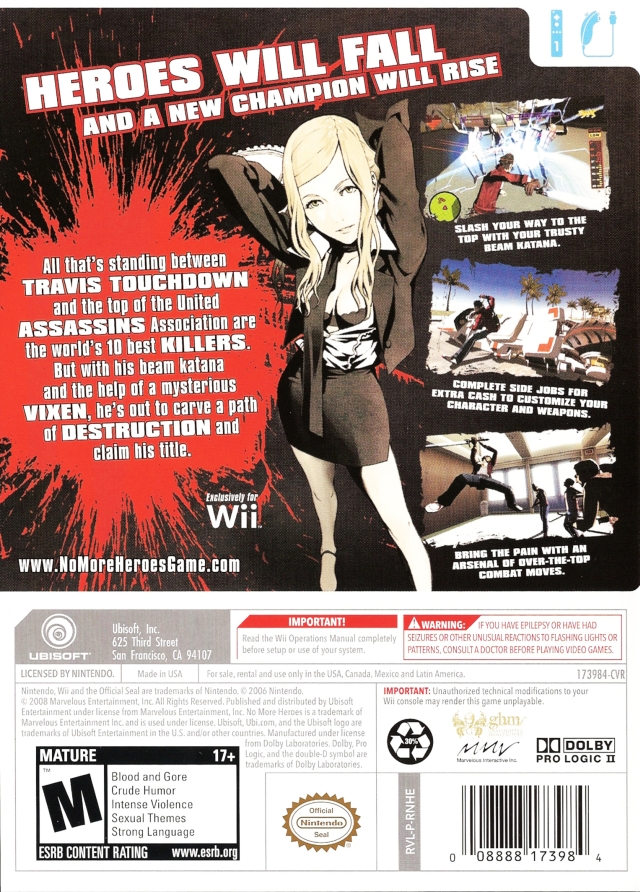 HEROES WILL FALL
AND A NEW CHAMPION WILL RISE
1
SLASH YOUR WAY TO THE
TOP WITH YOUR TRUSTY
BEAM KATANA.
All that's standing between
TRAVIS TOUCHDOWN
and the top of the United
ASSASSINS Association are
the world's 10 best KILLERS.
But with his beam katana
and the help of a mysterious
VIXEN, he's out to carve a path
of DESTRUCTION and
claim his title.
COMPLETE SIDE JOBS FOR
EXTRA CASH TO CUSTOMIZE YOUR
CHARACTER AND WEAPONS.
Exclusively for
Wii
BRING THE PAIN WITH AN
ARSENAL OF OVER-THE-TOP
COMBAT MOVES.
www.NoMoreHeroesGame.com
UBISOFT
Ubisoft, Inc.
625 Third Street
San Francisco, CA 94107
IMPORTANT!
Read the Wii Operations Manual completely
before setup or use of your system.
WARNING: IF YOU HAVE EPILEPSY OR HAVE HAD
SEIZURES OR OTHER UNUSUAL REACTIONS TO FLASHING LIGHTS OR
PATTERNS, CONSULT A DOCTOR BEFORE PLAYING VIDEO GAMES.
LICENSED BY NINTENDO.
Made in USA
For sale, rental and use only in the USA, Canada, Mexico and Latin America.
173984-CVR
Nintendo, Wii and the Official Seal are trademarks of Nintendo. © 2006 Nintendo.
© 2008 Marvelous Entertainment, Inc. All Rights Reserved. Published and distributed by Ubisoft
Entertainment under license from Marvelous Entertainment, Inc. No More Heroes is a trademark of
Marvelous Entertainment Inc. and is used under license. Ubisoft, Ubi.com, and the Ubisoft logo are
trademarks of Ubisoft Entertainment in the U.S. and/or other countries. Manufactured under license
from Dolby Laboratories. Dolby, Pro
Logic, and the double-D symbol are
trademarks of Dolby Laboratories.
IMPORTANT: Unauthorized technical modifications to your
Wii console may render this game unplayable.
30%
ghm
Marvelous Interactive Inc.
DOLBY
PRO LOGIC II
MATURE 17+
TM
M
Blood and Gore
Crude Humor
Intense Violence
Sexual Themes
Strong Language
ESRB CONTENT RATING www.esrb.org
Official
Nintendo
Seal
RVL-P-RNHE
0 08888 17398 4